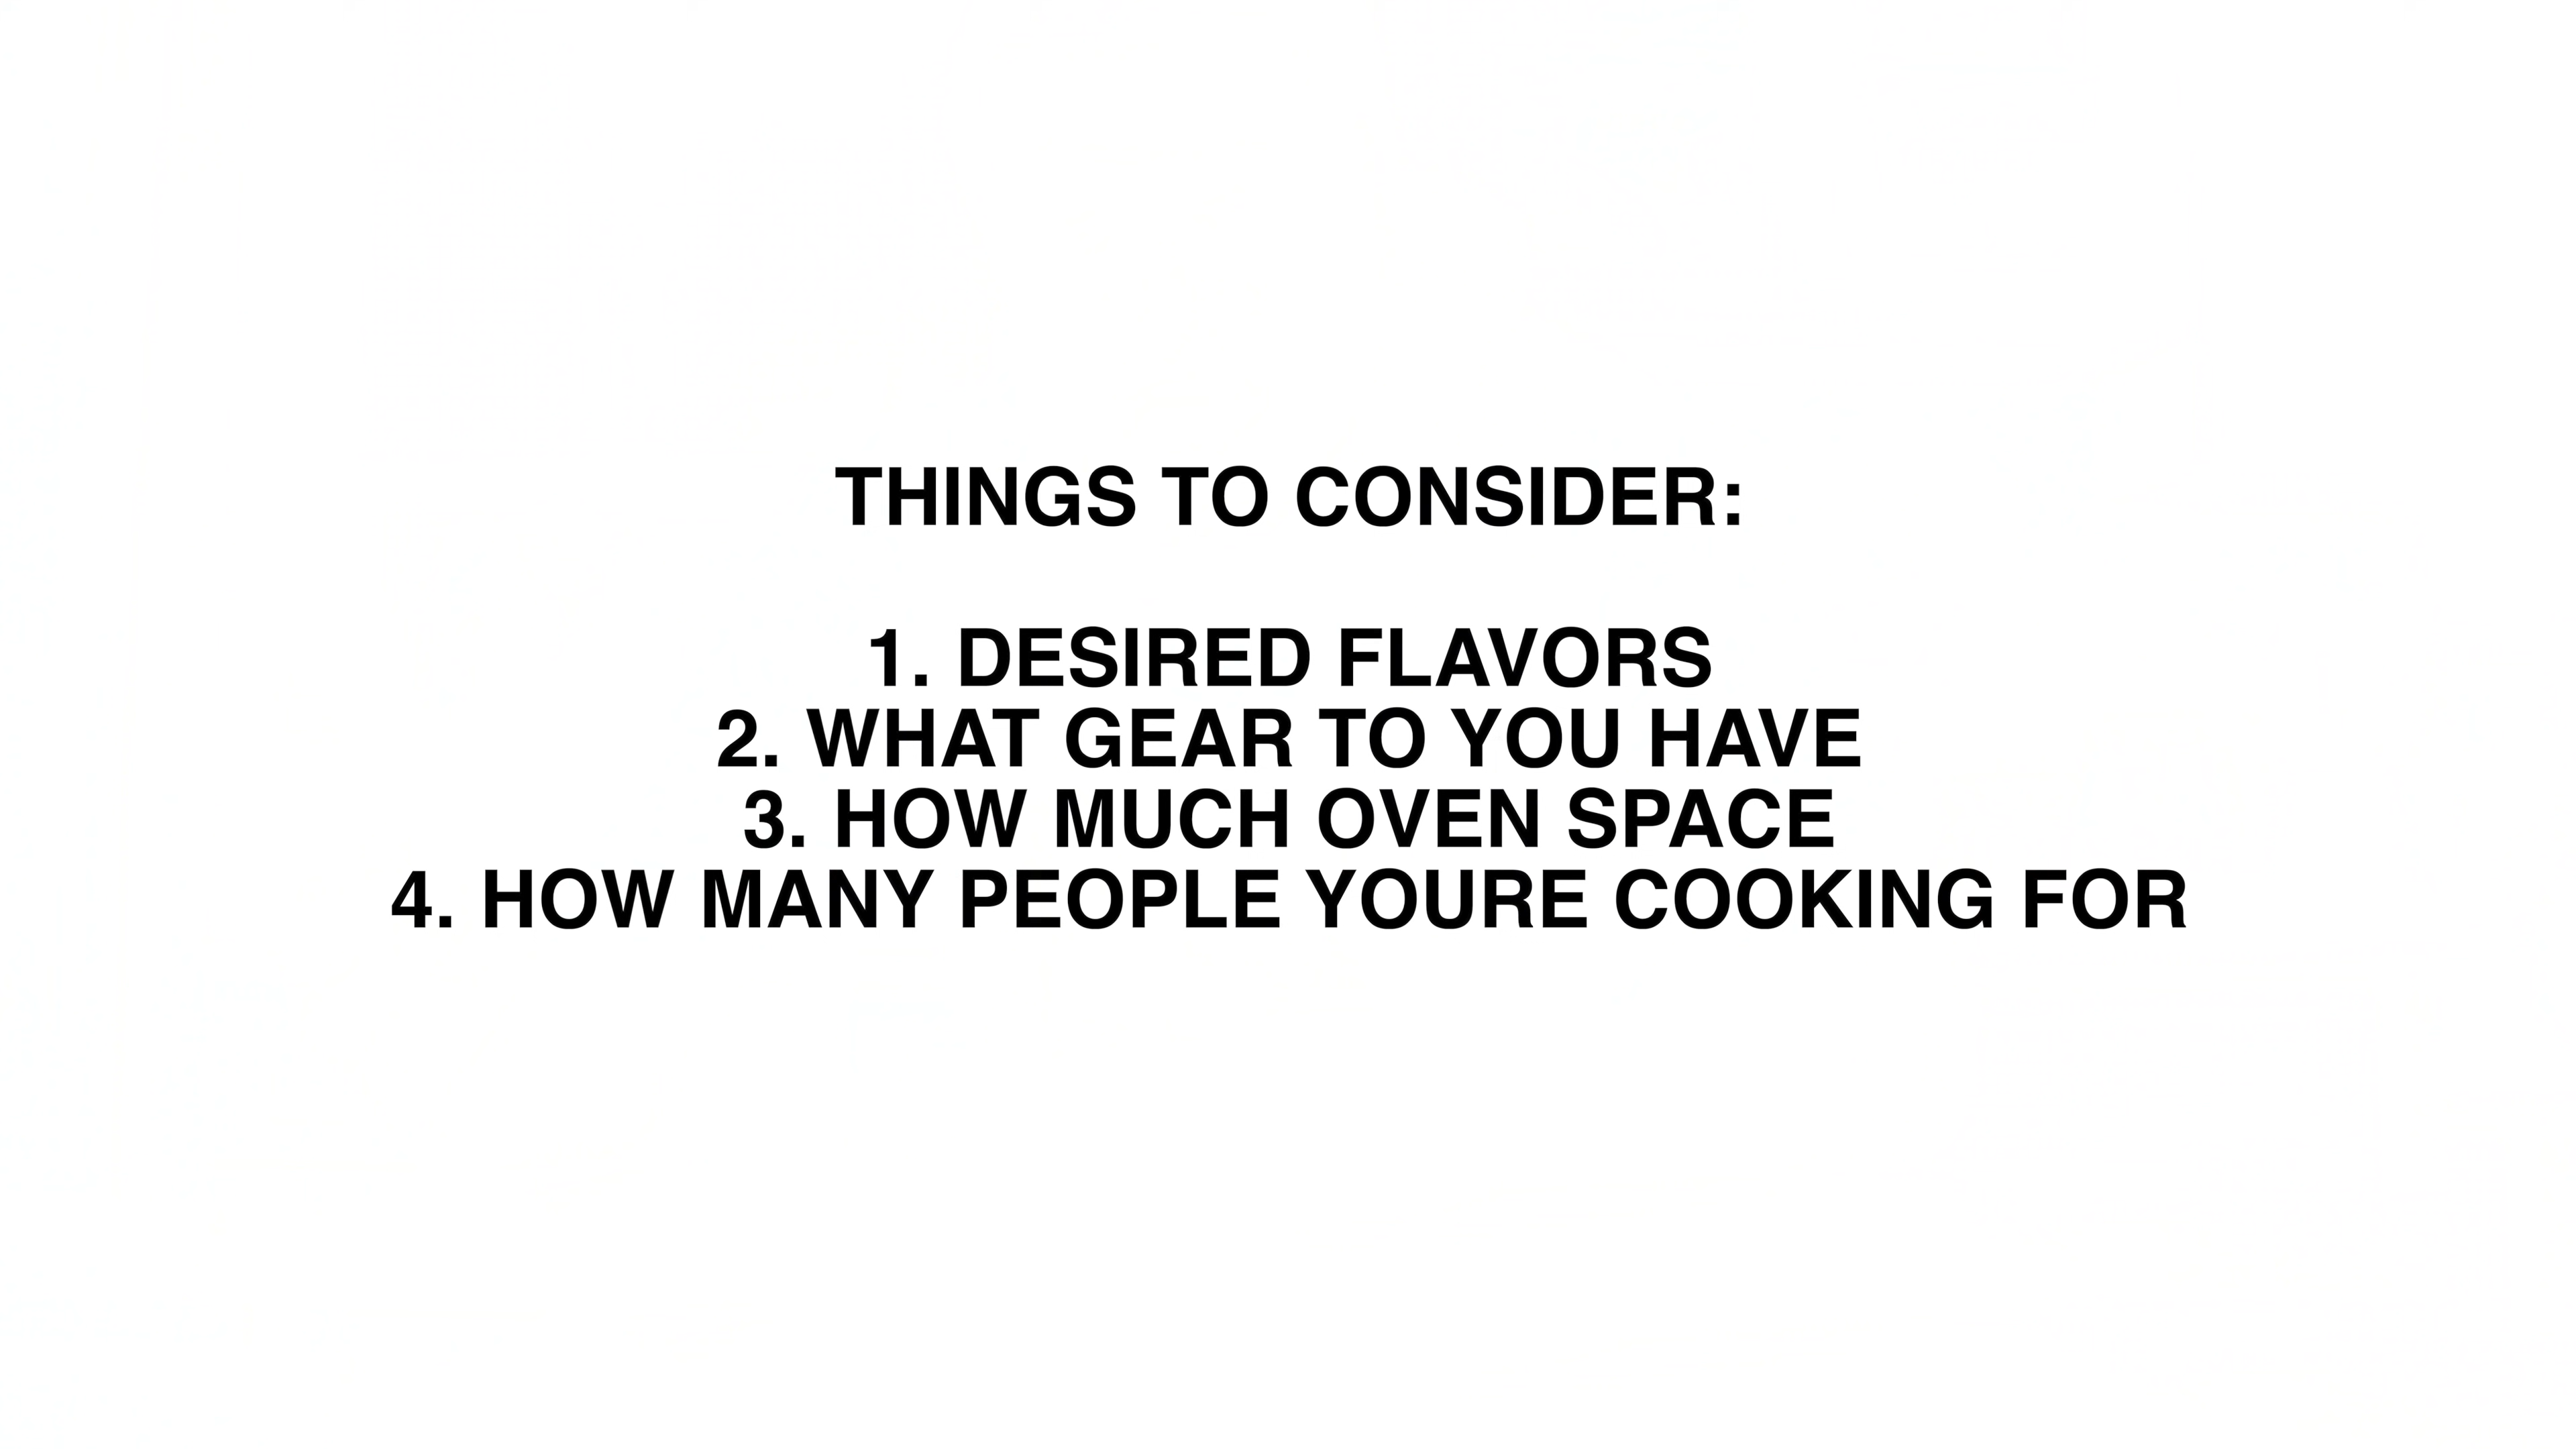 THINGS TO CONSIDER:
1. DESIRED FLAVORS
2. WHAT GEAR TO YOU HAVE
3. HOW MUCH OVEN SPACE
4. HOW MANY PEOPLE YOURE COOKING FOR